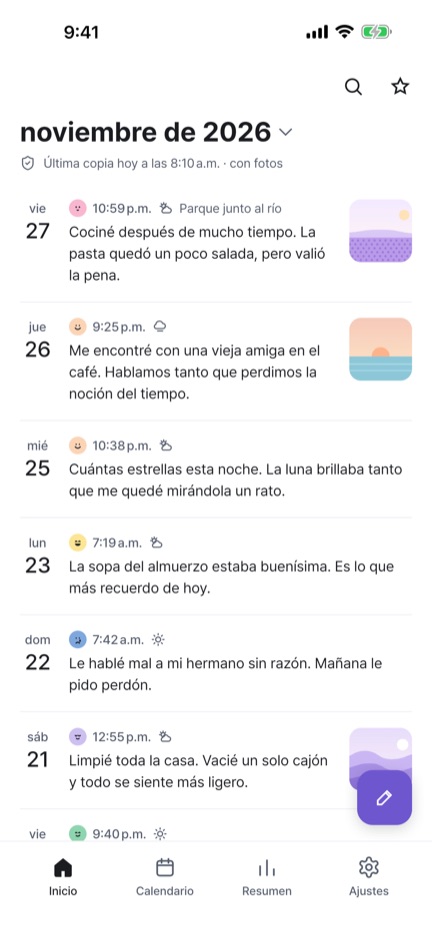 9:41
noviembre de 2026
Última copia hoy a las 8:10 a.m. · con fotos
vie
27
10:59 p.m. Parque junto al río
Cociné después de mucho tiempo. La
pasta quedó un poco salada, pero valió
la pena.
jue
26
9:25 p.m.
Me encontré con una vieja amiga en el
café. Hablamos tanto que perdimos la
noción del tiempo.
mié
25
10:38 p.m.
Cuántas estrellas esta noche. La luna brillaba tanto
que me quedé mirándola un rato.
lun
23
7:19 a.m.
La sopa del almuerzo estaba buenísima. Es lo que
más recuerdo de hoy.
dom
22
7:42 a.m.
Le hablé mal a mi hermano sin razón. Mañana le
pido perdón.
sáb
21
12:55 p.m.
Limpié toda la casa. Vacié un solo cajón
y todo se siente más ligero.
vie
9:40 p.m.
Inicio
Calendario
Resumen
Ajustes